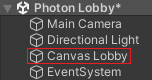 Photon Lobby*
Main Camera
Directional Light
Canvas Lobby
EventSystem